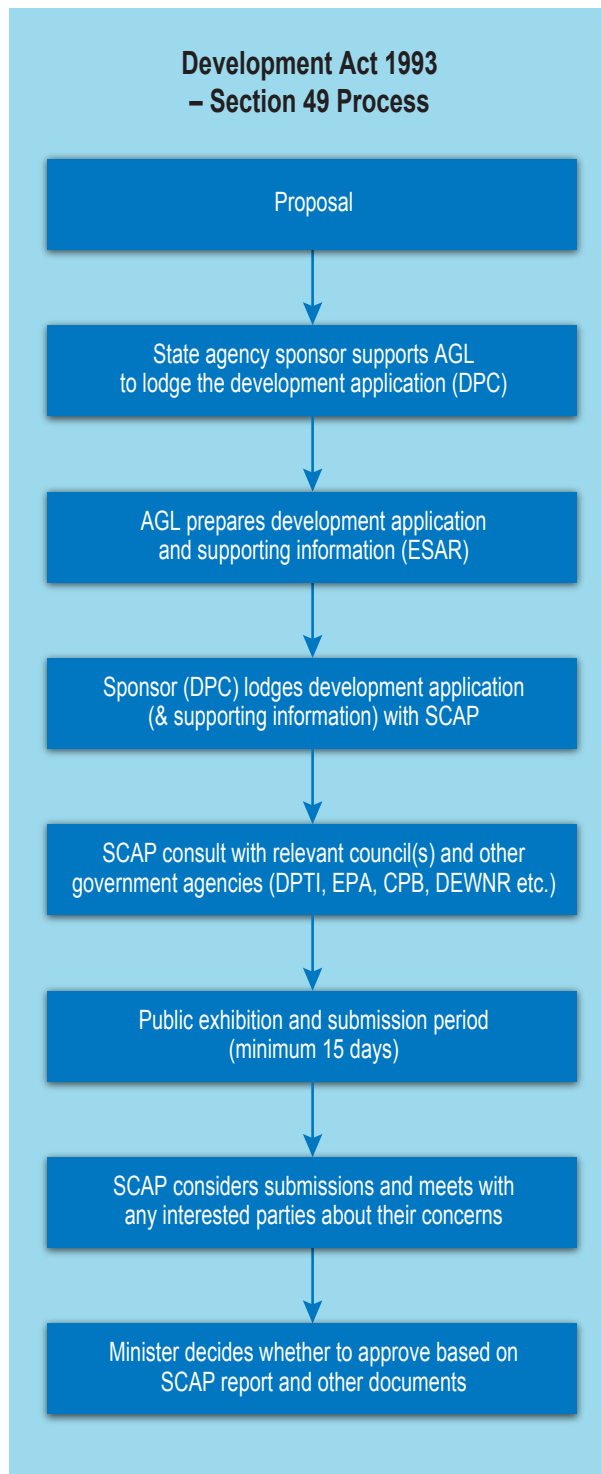 Development Act 1993
– Section 49 Process
Proposal
State agency sponsor supports AGL
to lodge the development application (DPC)
AGL prepares development application
and supporting information (ESAR)
Sponsor (DPC) lodges development application
(& supporting information) with SCAP
SCAP consult with relevant council(s) and other
government agencies (DPTI, EPA, CPB, DEWNR etc.)
Public exhibition and submission period
(minimum 15 days)
SCAP considers submissions and meets with
any interested parties about their concerns
Minister decides whether to approve based on
SCAP report and other documents